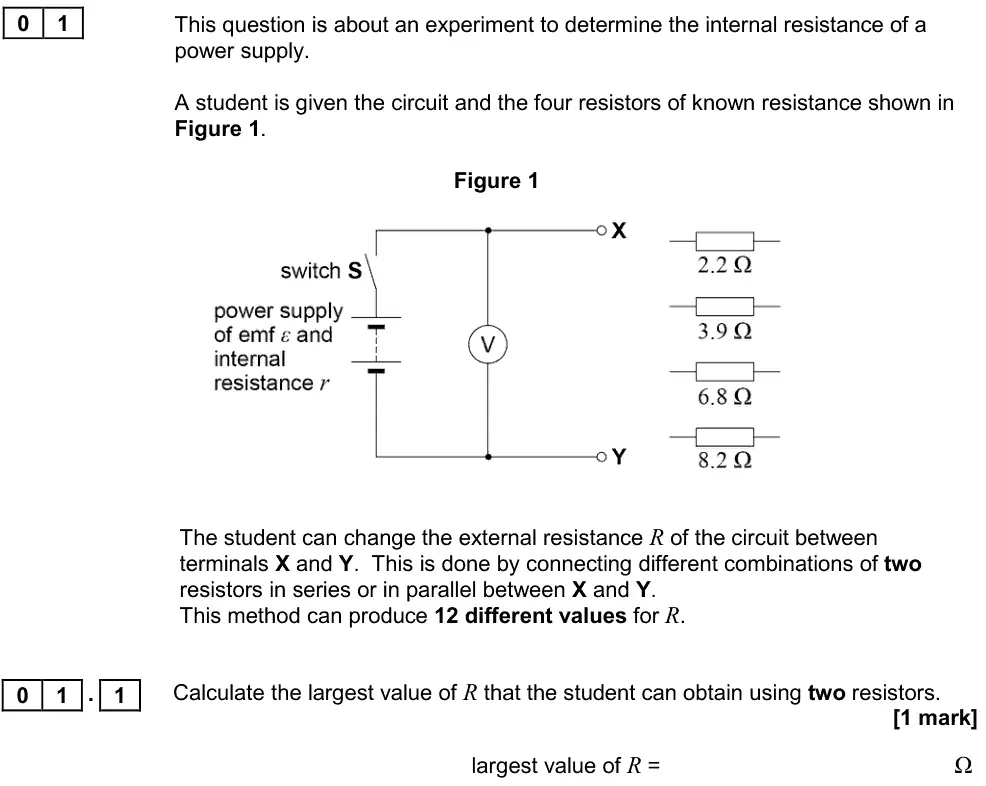 0 1
This question is about an experiment to determine the internal resistance of a
power supply.
A student is given the circuit and the four resistors of known resistance shown in
Figure 1.
Figure 1
X
switch S
2.2 Ω
power supply
of emf ε and
internal
resistance r
V
3.9 Ω
6.8 Ω
Y
8.2 Ω
The student can change the external resistance R of the circuit between
terminals X and Y. This is done by connecting different combinations of two
resistors in series or in parallel between X and Y.
This method can produce 12 different values for R.
0 1 . 1
Calculate the largest value of R that the student can obtain using two resistors.
[1 mark]
largest value of R = Ω